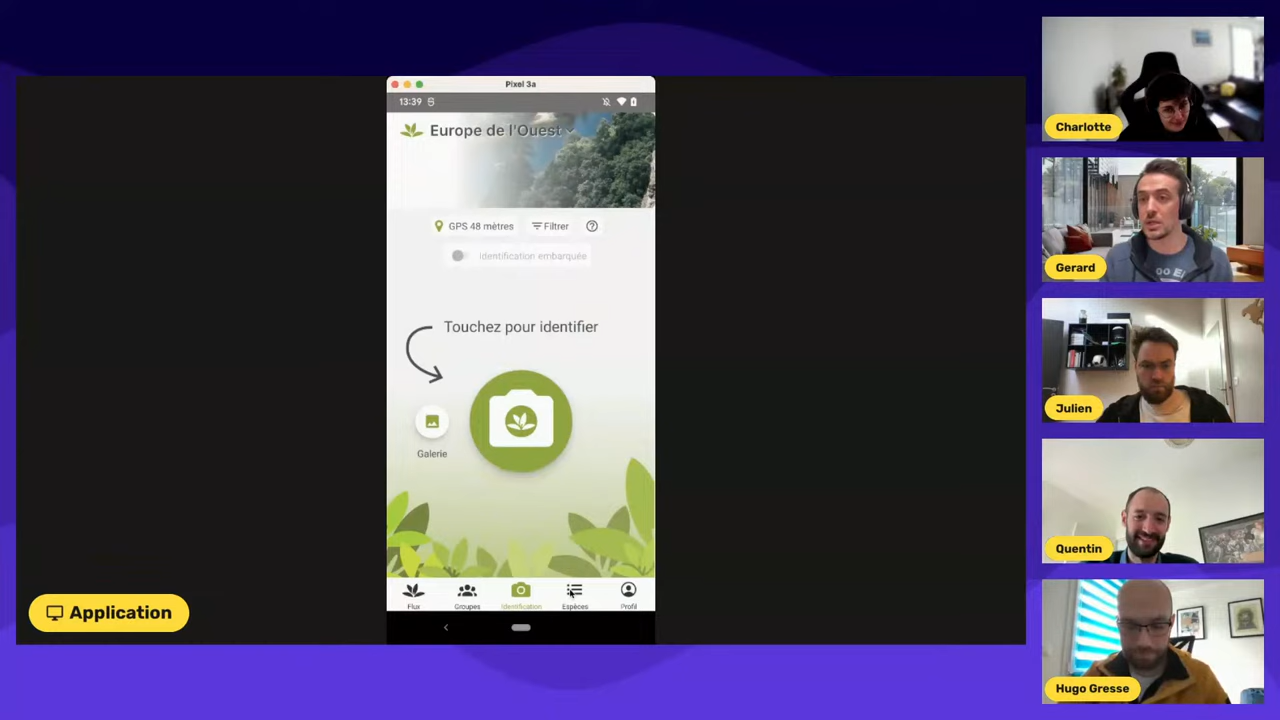 Pixel 3a
13:39
Europe de l'Ouest
GPS 48 mètres
Filtrer
Identification embarquée
Touchez pour identifier
Galerie
Flux
Groupes
Identification
Espèces
Profil
Application
Charlotte
Gerard
Julien
Quentin
Hugo Gresse